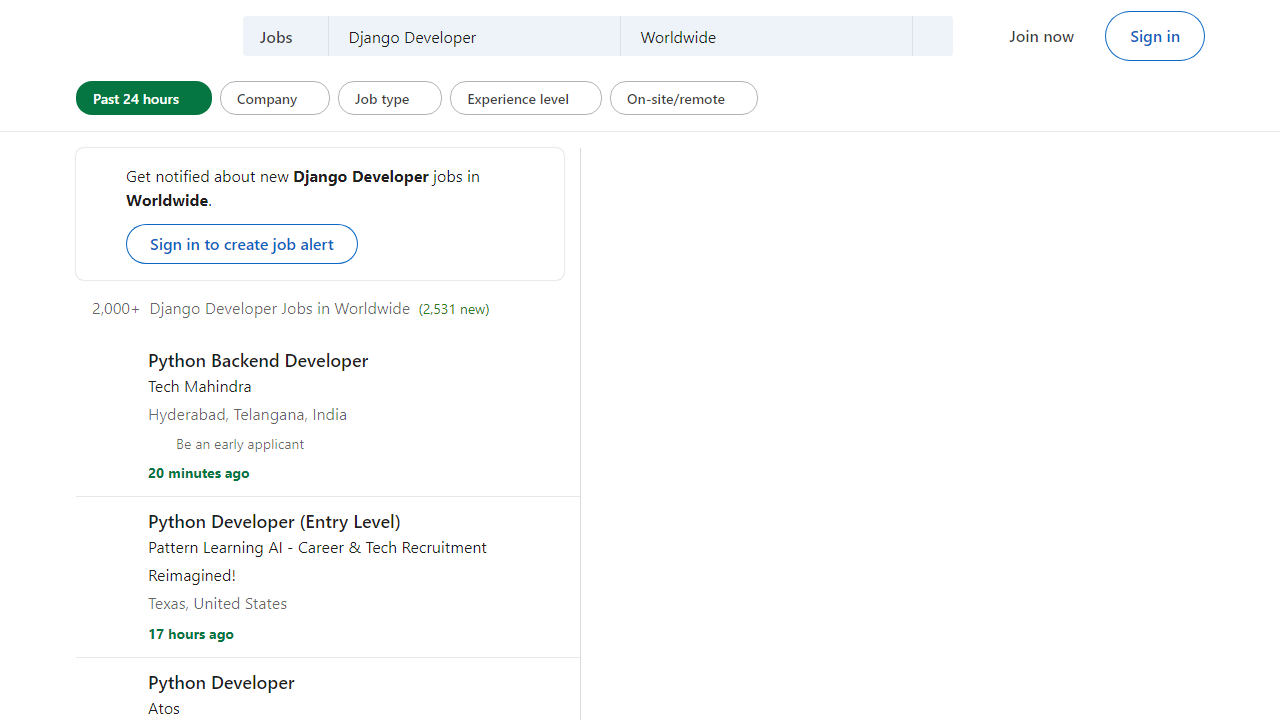 Jobs Django Developer Worldwide Join now Sign in
Past 24 hours Company Job type Experience level On-site/remote
Get notified about new Django Developer jobs in
Worldwide.
Sign in to create job alert
2,000+ Django Developer Jobs in Worldwide (2,531 new)
Python Backend Developer
Tech Mahindra
Hyderabad, Telangana, India
Be an early applicant
20 minutes ago
Python Developer (Entry Level)
Pattern Learning AI - Career & Tech Recruitment
Reimagined!
Texas, United States
17 hours ago
Python Developer
Atos